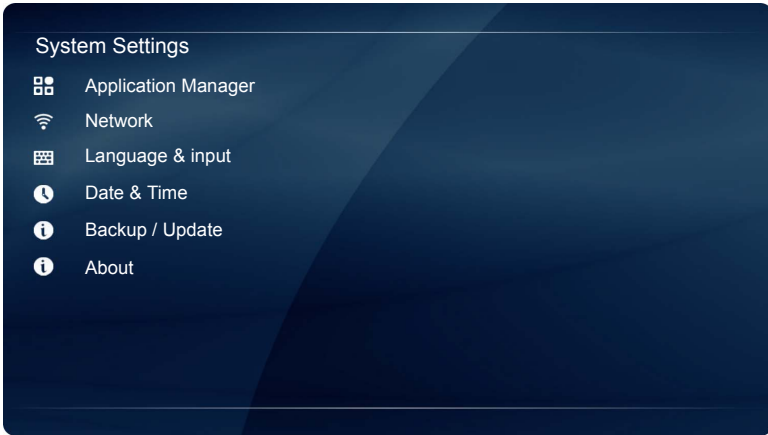 System Settings
Application Manager
Network
Language & input
Date & Time
Backup / Update
About